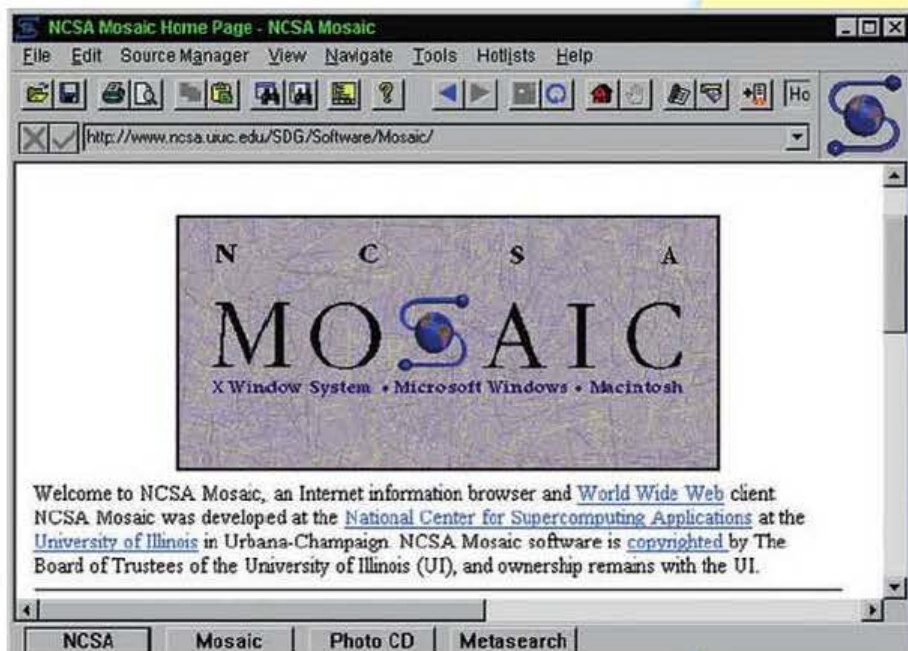 NCSA Mosaic Home Page - NCSA Mosaic
File Edit Source Manager View Navigate Tools Hotlists Help
Ho
http://www.ncsa.uiuc.edu/SDG/Software/Mosaic/
N C S A
MOSAIC
X Window System • Microsoft Windows • Macintosh
Welcome to NCSA Mosaic, an Internet information browser and World Wide Web client.
NCSA Mosaic was developed at the National Center for Supercomputing Applications at the
University of Illinois in Urbana-Champaign. NCSA Mosaic software is copyrighted by The
Board of Trustees of the University of Illinois (UI), and ownership remains with the UI.
NCSA Mosaic Photo CD Metasearch